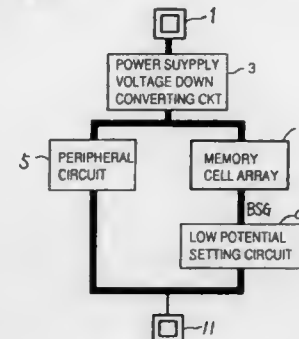 1
POWER SUYPPLY
VOLTAGE DOWN
CONVERTING CKT
3
5
PERIPHERAL
CIRCUIT
MEMORY
CELL ARRAY
BSG
LOW POTENTIAL
SETTING CIRCUIT
11